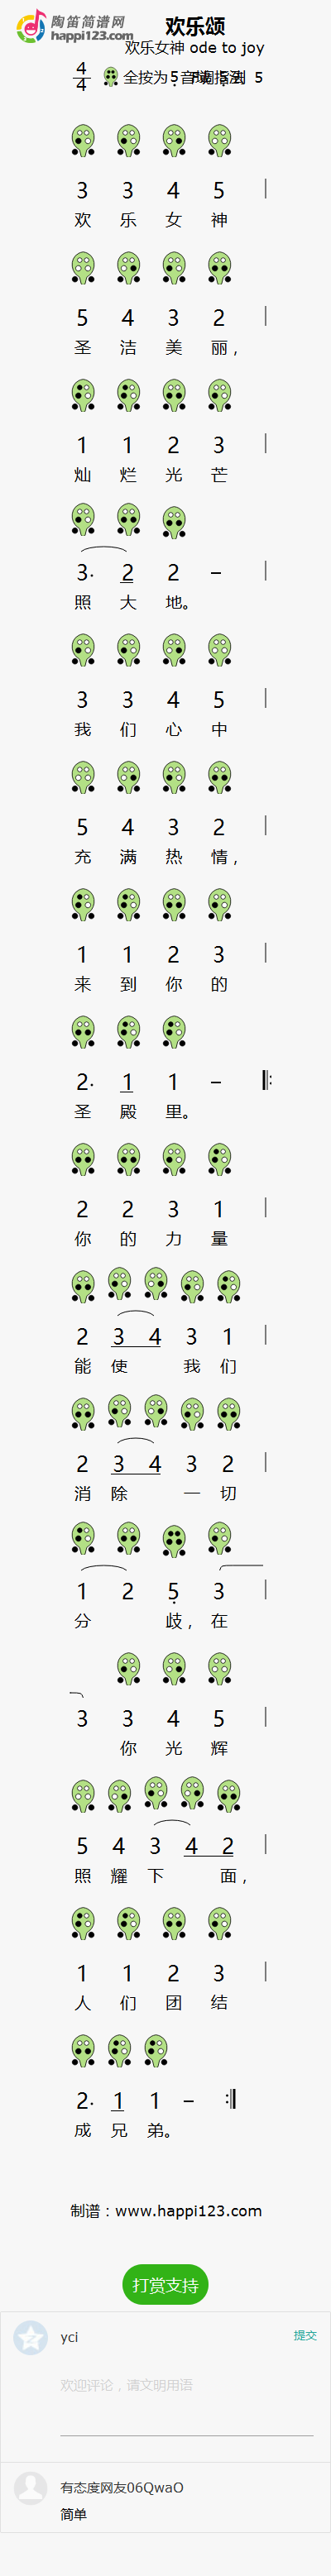 陶笛简谱网
happi123.com
欢乐颂
欢乐女神 ode to joy
4
4
全按为5
3 3 4 5 |
欢 乐 女 神
5 4 3 2 |
圣 洁 美 丽，
1 1 2 3 |
灿 烂 光 芒
3· 2 2 – |
照 大 地。
3 3 4 5 |
我 们 心 中
5 4 3 2 |
充 满 热 情，
1 1 2 3 |
来 到 你 的
2· 1 1 – |:
圣 殿 里。
2 2 3 1 |
你 的 力 量
2 3 4 3 1 |
能 使 我 们
2 3 4 3 2 |
消 除 一 切
1 2 5 3 |
分 歧，在
3 3 4 5 |
你 光 辉
5 4 3 4 2 |
照 耀 下 面，
1 1 2 3 |
人 们 团 结
2· 1 1 – :|
成 兄 弟。
制谱：www.happi123.com
打赏支持
yci
提交
欢迎评论，请文明用语
有态度网友06QwaO
简单